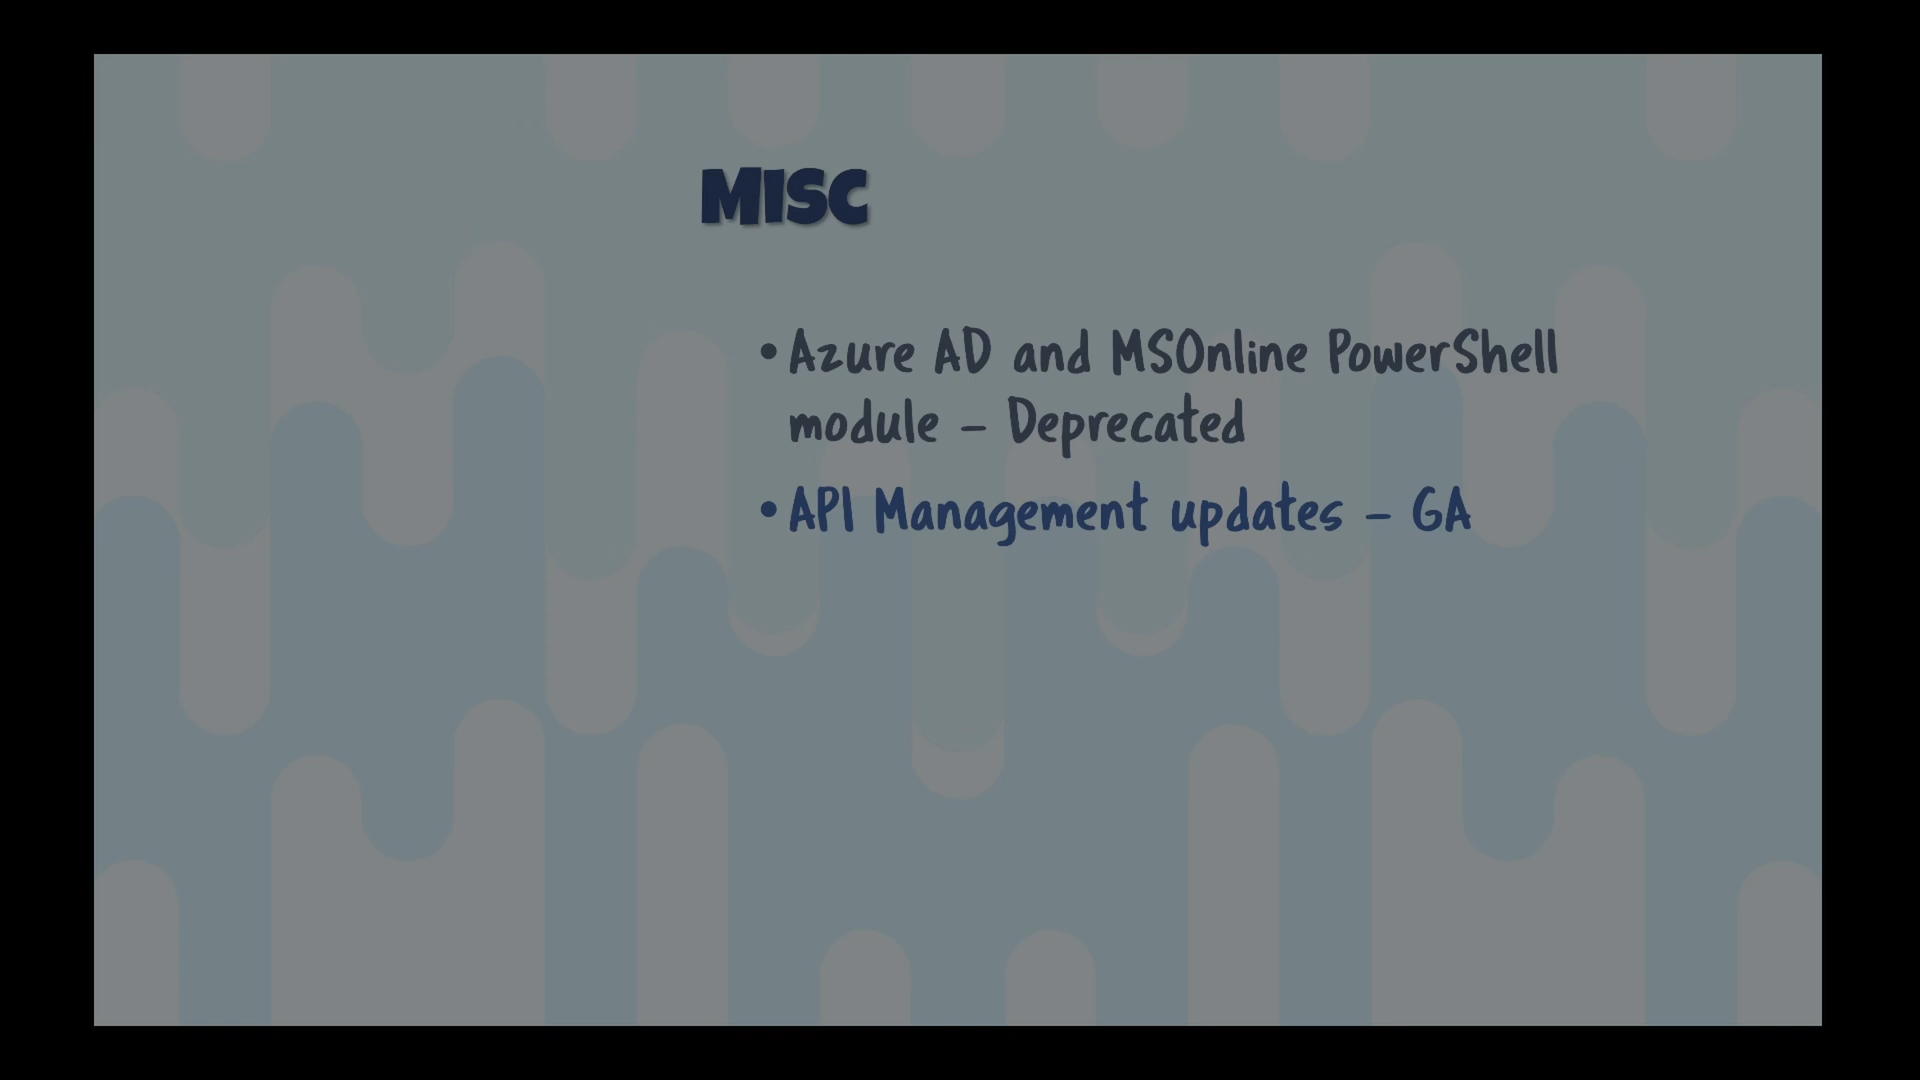 MISC
• Azure AD and MSOnline PowerShell
module – Deprecated
• API Management updates – GA